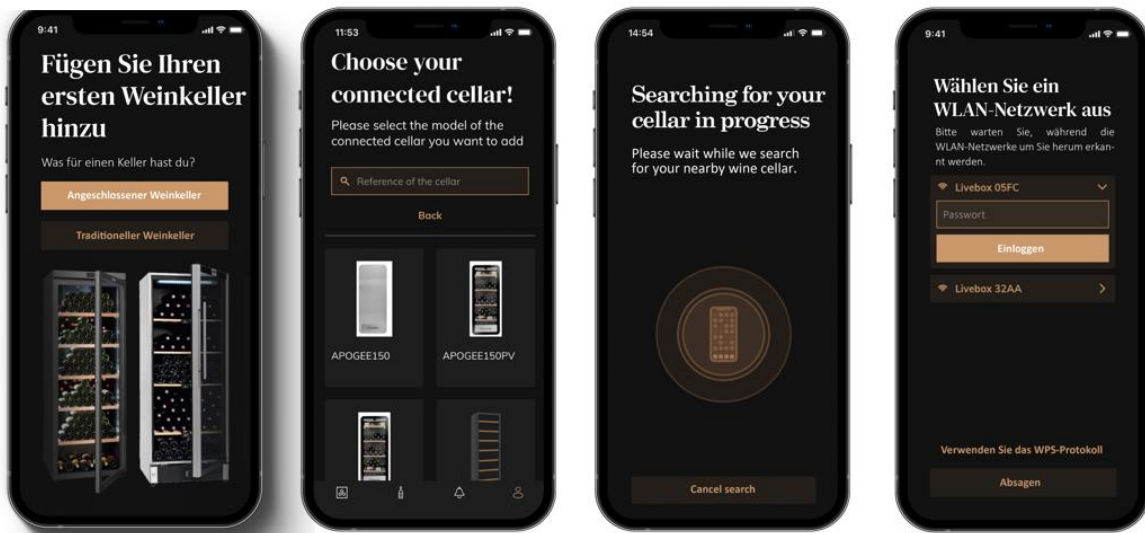 9:41
Fügen Sie Ihren
ersten Weinkeller
hinzu
Was für einen Keller hast du?
Angeschlossener Weinkeller
Traditioneller Weinkeller
11:53
Choose your
connected cellar!
Please select the model of the
connected cellar you want to add
Reference of the cellar
Back
APOGEE150
APOGEE150PV
14:54
Searching for your
cellar in progress
Please wait while we search
for your nearby wine cellar.
Cancel search
9:41
Wählen Sie ein
WLAN-Netzwerk aus
Bitte warten Sie, während die
WLAN-Netzwerke um Sie herum erkan-
nt werden.
Livebox 05FC
Passwort
Einloggen
Livebox 32AA
Verwenden Sie das WPS-Protokoll
Absagen